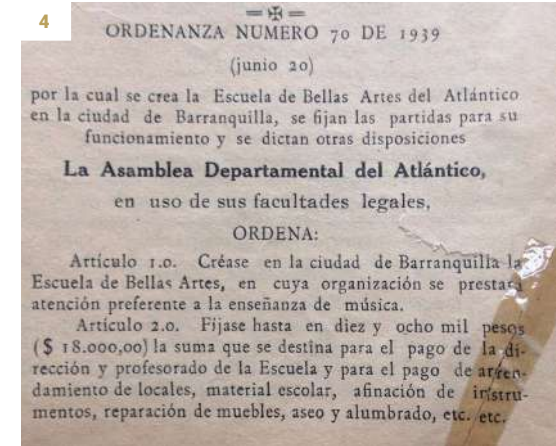 4
ORDENANZA NUMERO 70 DE 1939
(junio 20)
por la cual se crea la Escuela de Bellas Artes del Atlántico
en la ciudad de Barranquilla, se fijan las partidas para su
funcionamiento y se dictan otras disposiciones
La Asamblea Departamental del Atlántico,
en uso de sus facultades legales,
ORDENA:
Artículo 1.o. Créase en la ciudad de Barranquilla la
Escuela de Bellas Artes, en cuya organización se prestará
atención preferente a la enseñanza de música.
Artículo 2.o. Fíjase hasta en diez y ocho mil pesos
($ 18.000,00) la suma que se destina para el pago de la di-
rección y profesorado de la Escuela y para el pago de arren-
damiento de locales, material escolar, afinación de instru-
mentos, reparación de muebles, aseo y alumbrado, etc. etc.